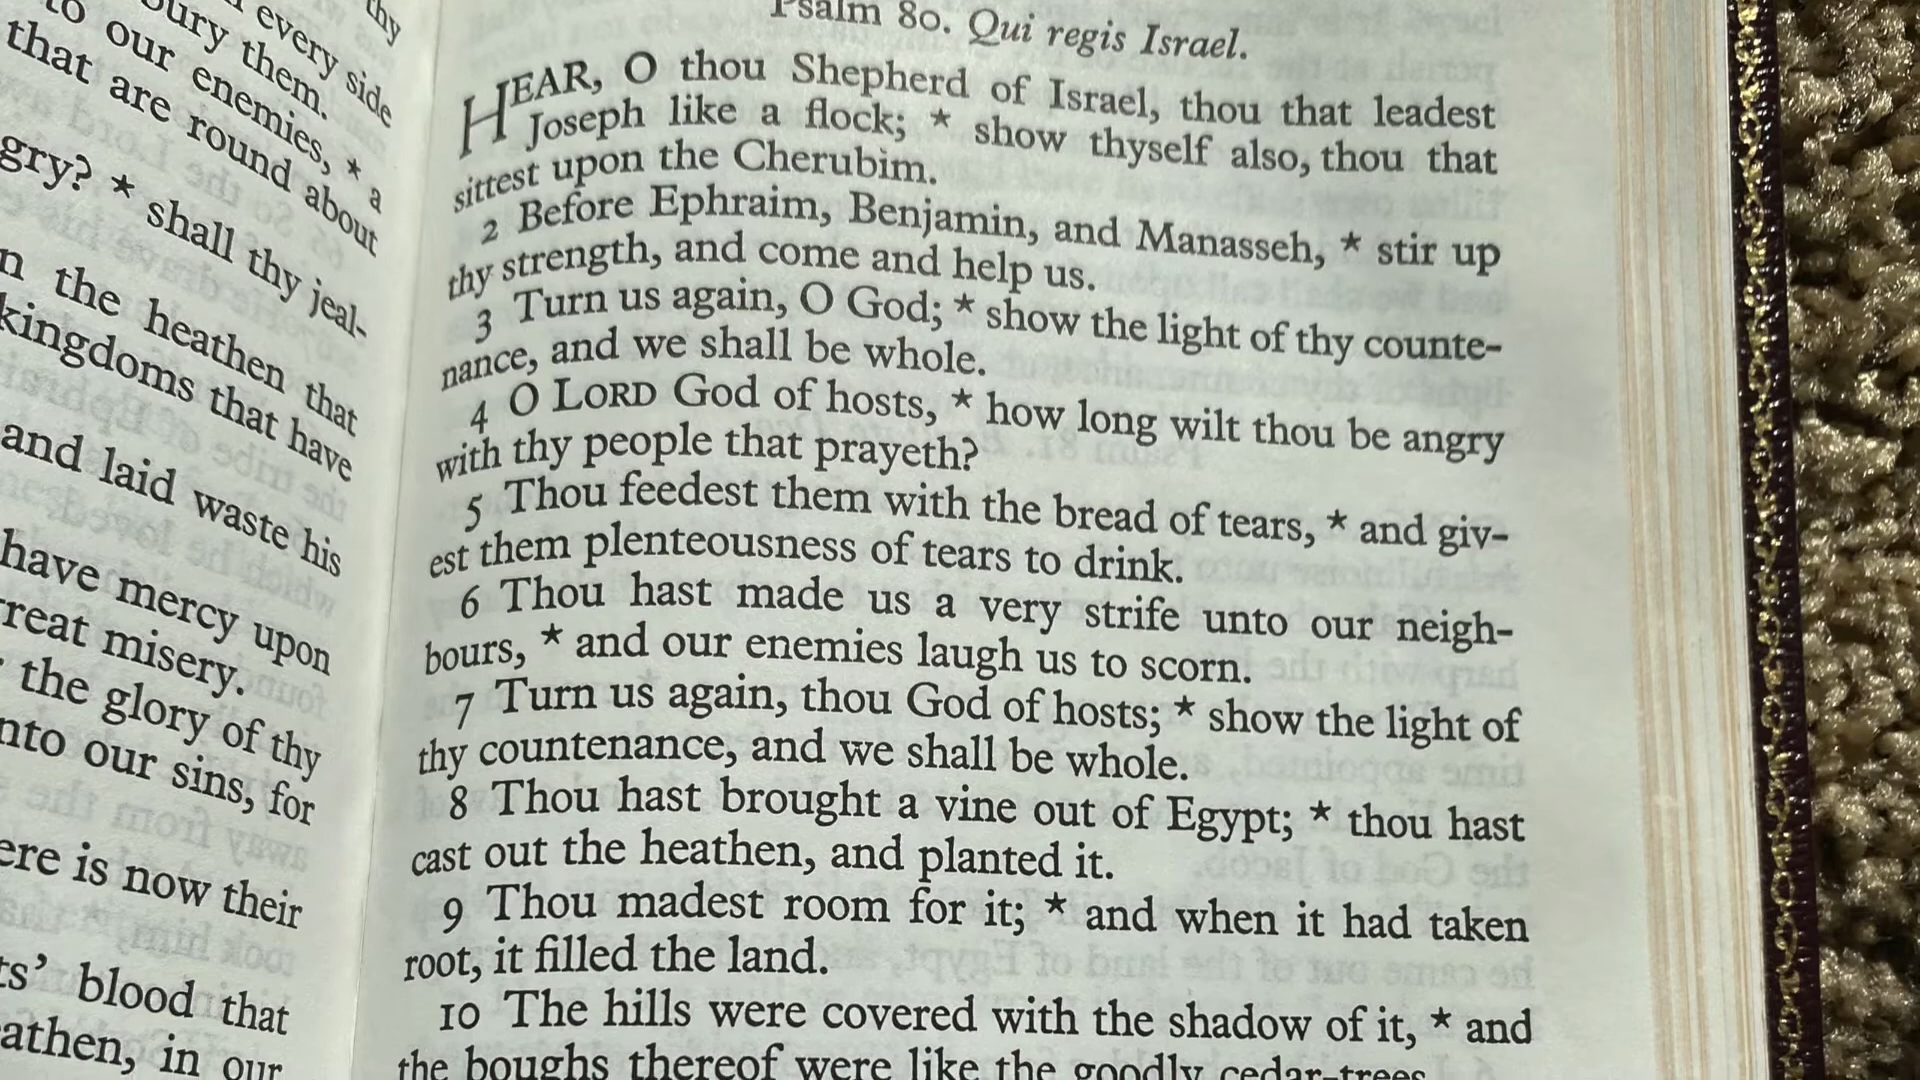 thy
every side
bury them.
to our enemies, * a
that are round about
gry? * shall thy jeal-
n the heathen that
kingdoms that have
and laid waste his
have mercy upon
reat misery.
the glory of thy
nto our sins, for
ere is now their
ts' blood that
athen, in our
Psalm 80. Qui regis Israel.
HEAR, O thou Shepherd of Israel, thou that leadest
Joseph like a flock; * show thyself also, thou that
sittest upon the Cherubim.
2 Before Ephraim, Benjamin, and Manasseh, * stir up
thy strength, and come and help us.
3 Turn us again, O God; * show the light of thy counte-
nance, and we shall be whole.
4 O LORD God of hosts, * how long wilt thou be angry
with thy people that prayeth?
5 Thou feedest them with the bread of tears, * and giv-
est them plenteousness of tears to drink.
6 Thou hast made us a very strife unto our neigh-
bours, * and our enemies laugh us to scorn.
7 Turn us again, thou God of hosts; * show the light of
thy countenance, and we shall be whole.
8 Thou hast brought a vine out of Egypt; * thou hast
cast out the heathen, and planted it.
9 Thou madest room for it; * and when it had taken
root, it filled the land.
10 The hills were covered with the shadow of it, * and
the boughs thereof were like the goodly cedar-trees